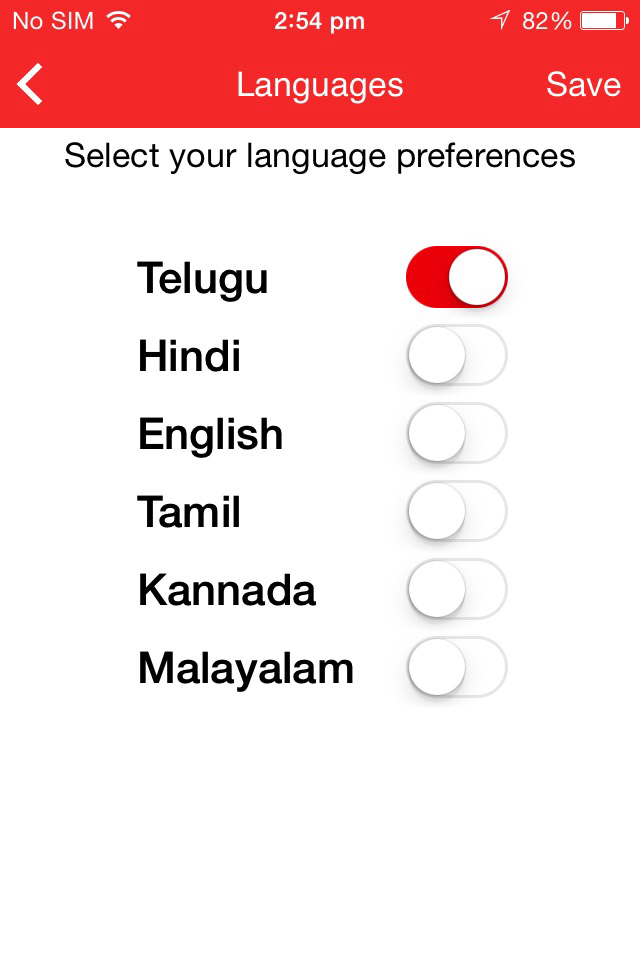 No SIM 2:54 pm 82%
Languages Save
Select your language preferences
Telugu
Hindi
English
Tamil
Kannada
Malayalam